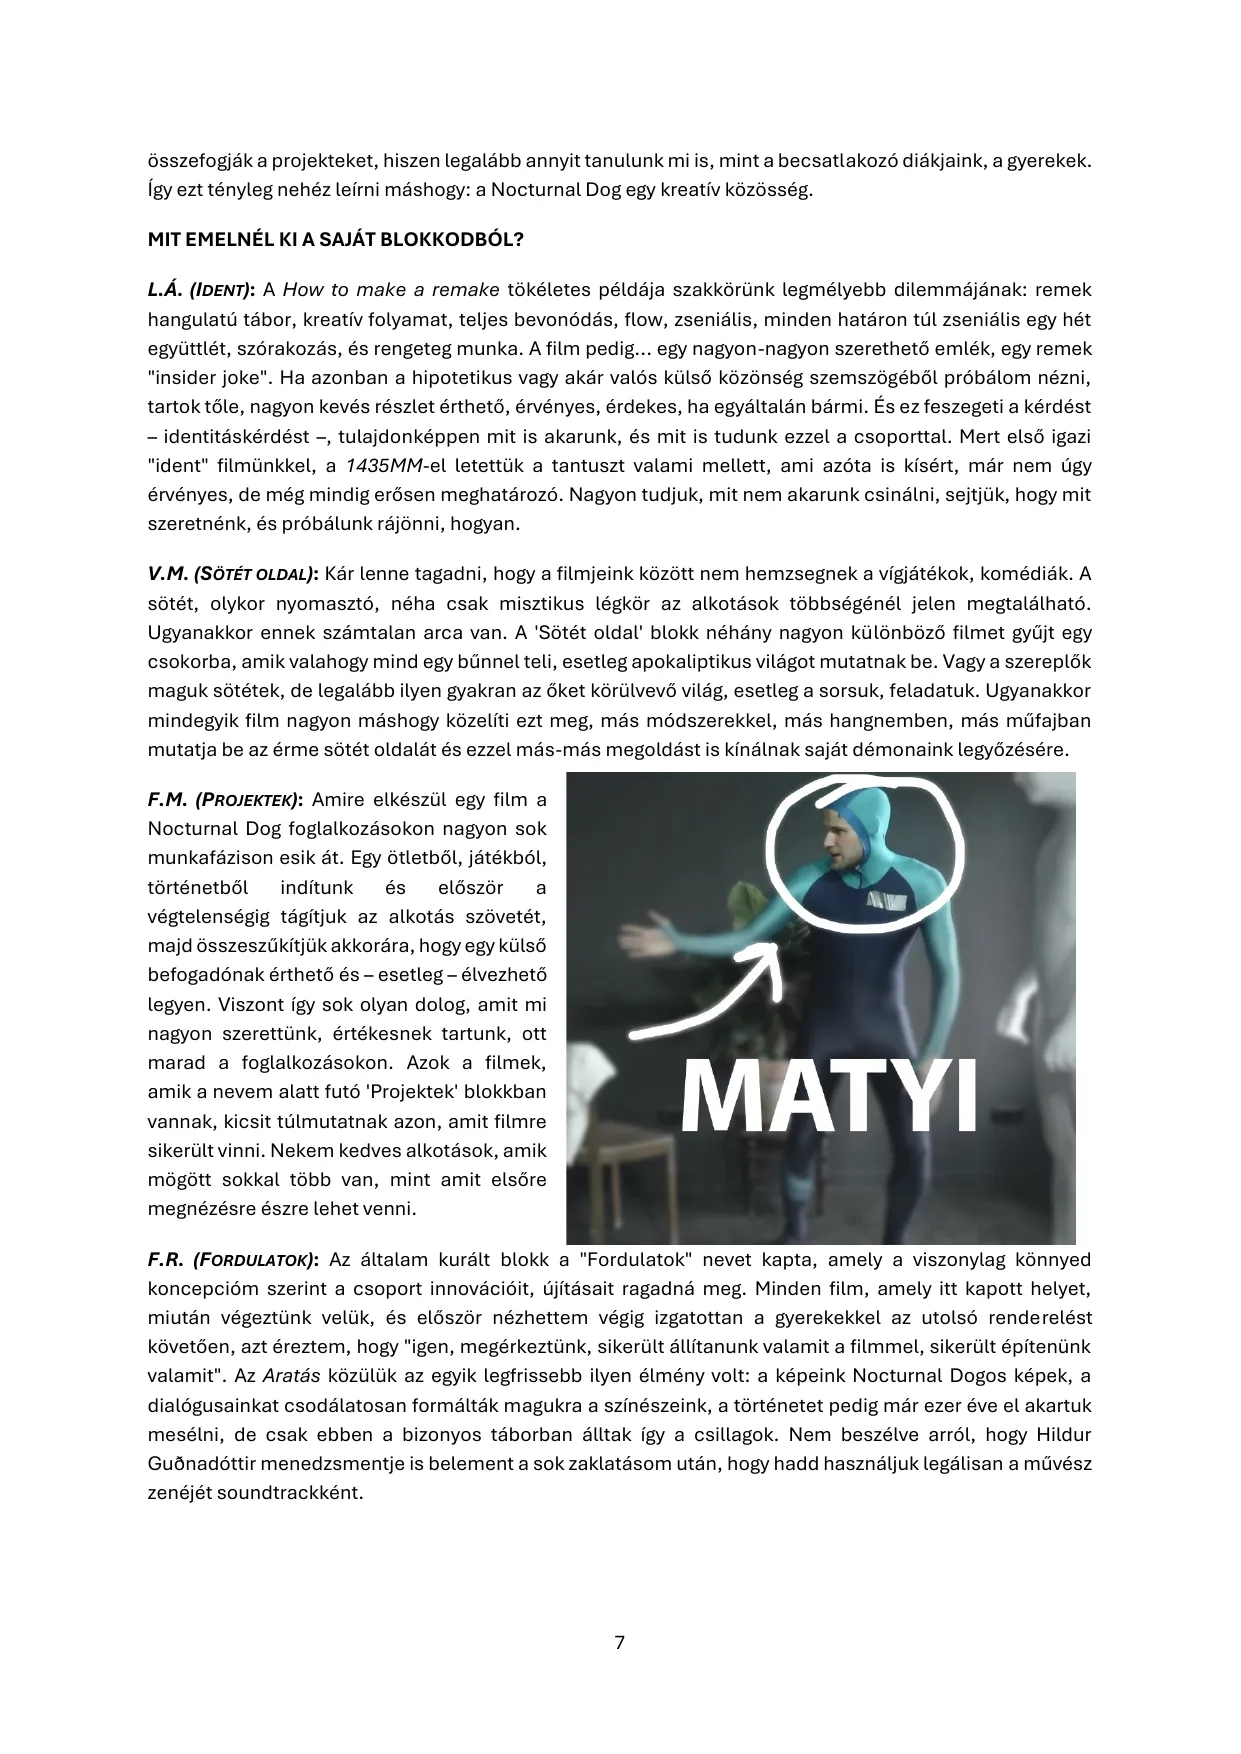 összefogják a projekteket, hiszen legalább annyit tanulunk mi is, mint a becsatlakozó diákjaink, a gyerekek.
Így ezt tényleg nehéz leírni máshogy: a Nocturnal Dog egy kreatív közösség.
MIT EMELNÉL KI A SAJÁT BLOKKODBÓL?
L.Á. (IDENT): A How to make a remake tökéletes példája szakkörünk legmélyebb dilemmájának: remek
hangulatú tábor, kreatív folyamat, teljes bevonódás, flow, zseniális, minden határon túl zseniális egy hét
együttlét, szórakozás, és rengeteg munka. A film pedig... egy nagyon-nagyon szerethető emlék, egy remek
"insider joke". Ha azonban a hipotetikus vagy akár valós külső közönség szemszögéből próbálom nézni,
tartok tőle, nagyon kevés részlet érthető, érvényes, érdekes, ha egyáltalán bármi. És ez feszegeti a kérdést
– identitáskérdést –, tulajdonképpen mit is akarunk, és mit is tudunk ezzel a csoporttal. Mert első igazi
"ident" filmünkkel, a 1435MM-el letettük a tantuszt valami mellett, ami azóta is kísért, már nem úgy
érvényes, de még mindig erősen meghatározó. Nagyon tudjuk, mit nem akarunk csinálni, sejtjük, hogy mit
szeretnénk, és próbálunk rájönni, hogyan.
V.M. (SÖTÉT OLDAL): Kár lenne tagadni, hogy a filmjeink között nem hemzsegnek a vígjátékok, komédiák. A
sötét, olykor nyomasztó, néha csak misztikus légkör az alkotások többségénél jelen megtalálható.
Ugyanakkor ennek számtalan arca van. A 'Sötét oldal' blokk néhány nagyon különböző filmet gyűjt egy
csokorba, amik valahogy mind egy bűnnel teli, esetleg apokaliptikus világot mutatnak be. Vagy a szereplők
maguk sötétek, de legalább ilyen gyakran az őket körülvevő világ, esetleg a sorsuk, feladatuk. Ugyanakkor
mindegyik film nagyon máshogy közelíti ezt meg, más módszerekkel, más hangnemben, más műfajban
mutatja be az érme sötét oldalát és ezzel más-más megoldást is kínálnak saját démonaink legyőzésére.
F.M. (PROJEKTEK): Amire elkészül egy film a
Nocturnal Dog foglalkozásokon nagyon sok
munkafázison esik át. Egy ötletből, játékból,
történetből indítunk és először a
végtelenségig tágítjuk az alkotás szövetét,
majd összeszűkítjük akkorára, hogy egy külső
befogadónak érthető és – esetleg – élvezhető
legyen. Viszont így sok olyan dolog, amit mi
nagyon szerettünk, értékesnek tartunk, ott
marad a foglalkozásokon. Azok a filmek,
amik a nevem alatt futó 'Projektek' blokkban
vannak, kicsit túlmutatnak azon, amit filmre
sikerült vinni. Nekem kedves alkotások, amik
mögött sokkal több van, mint amit elsőre
megnézésre észre lehet venni.
MATYI
F.R. (FORDULATOK): Az általam kurált blokk a "Fordulatok" nevet kapta, amely a viszonylag könnyed
koncepcióm szerint a csoport innovációit, újításait ragadná meg. Minden film, amely itt kapott helyet,
miután végeztünk velük, és először nézhettem végig izgatottan a gyerekekkel az utolsó renderelést
követően, azt éreztem, hogy "igen, megérkeztünk, sikerült állítanunk valamit a filmmel, sikerült építenünk
valamit". Az Aratás közülük az egyik legfrissebb ilyen élmény volt: a képeink Nocturnal Dogos képek, a
dialógusainkat csodálatosan formálták magukra a színészeink, a történetet pedig már ezer éve el akartuk
mesélni, de csak ebben a bizonyos táborban álltak így a csillagok. Nem beszélve arról, hogy Hildur
Guðnadóttir menedzsmentje is belement a sok zaklatásom után, hogy hadd használjuk legálisan a művész
zenéjét soundtrackként.
7